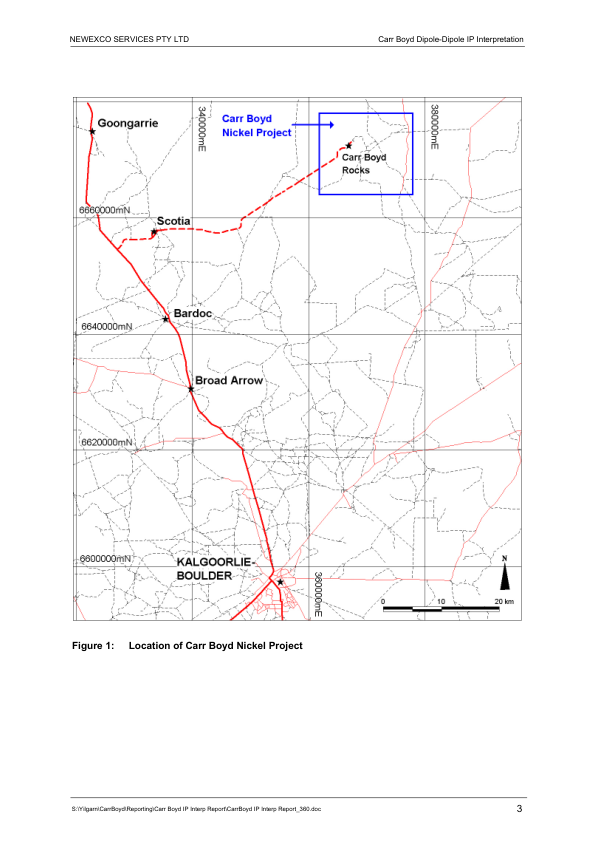 NEWEXCO SERVICES PTY LTD
Carr Boyd Dipole-Dipole IP Interpretation
Goongarrie
340000mE
Carr Boyd
Nickel Project
380000mE
Carr Boyd
Rocks
6660000mN
Scotia
Bardoc
6640000mN
Broad Arrow
6620000mN
6600000mN
KALGOORLIE-
BOULDER
360000mE
N
0 10 20 km
Figure 1: Location of Carr Boyd Nickel Project
S:\Yilgarn\CarrBoyd\Reporting\Carr Boyd IP Interp Report\CarrBoyd IP Interp Report_360.doc
3